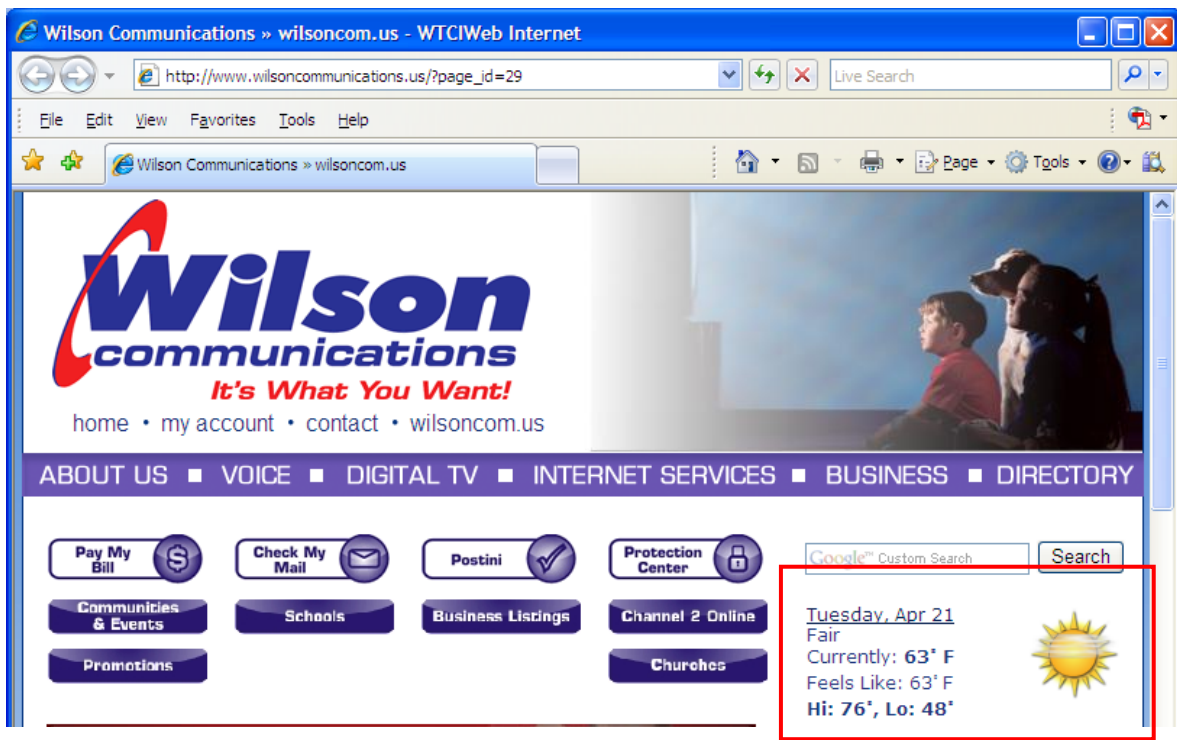 Wilson Communications » wilsoncom.us - WTCIWeb Internet
http://www.wilsoncommunications.us/?page_id=29
Live Search
File Edit View Favorites Tools Help
Wilson Communications » wilsoncom.us
Page Tools
Wilson
communications
It's What You Want!
home • my account • contact • wilsoncom.us
ABOUT US ■ VOICE ■ DIGITAL TV ■ INTERNET SERVICES ■ BUSINESS ■ DIRECTORY
Pay My
Bill
Check My
Mail
Postini
Protection
Center
Google™ Custom Search
Search
Communities
& Events
Schools
Business Listings
Channel 2 Online
Promotions
Churches
Tuesday, Apr 21
Fair
Currently: 63° F
Feels Like: 63° F
Hi: 76°, Lo: 48°